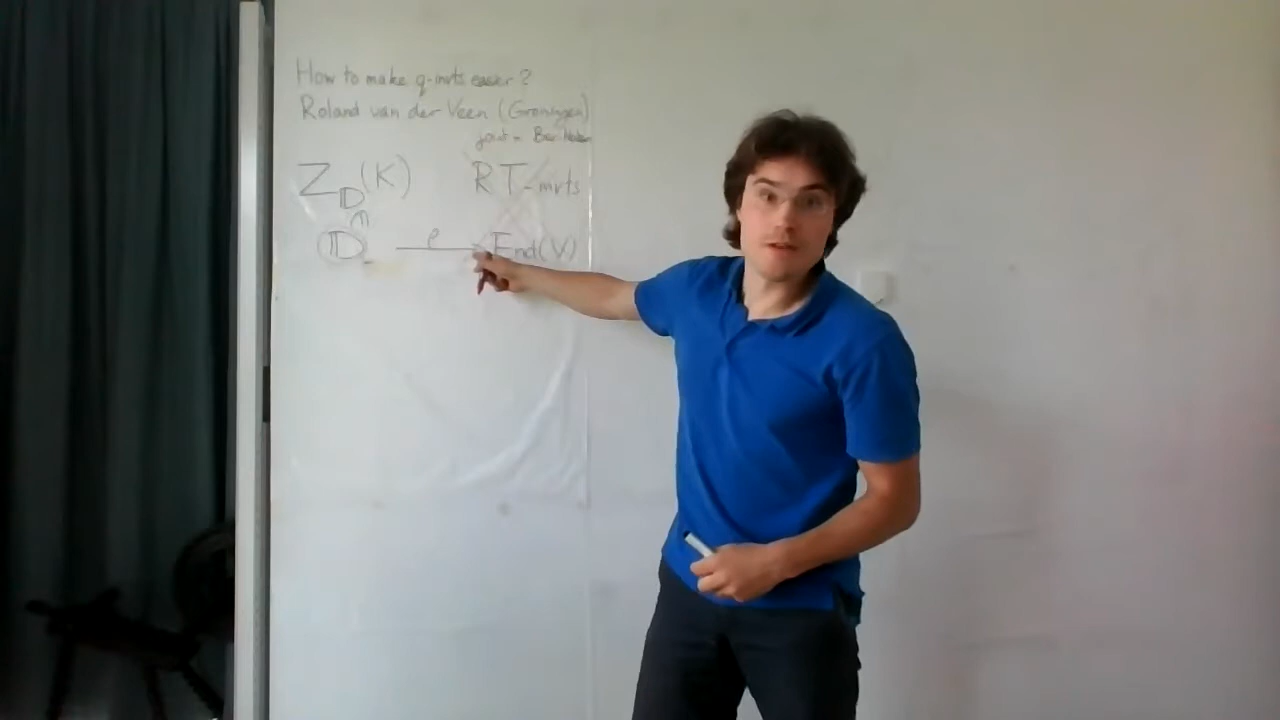 How to make q-invts easier?
Roland van der Veen (Groningen)
joint w Bar-Natan
Z_𝔻(K) RT-invts
∩
𝔻 ρ End(V)